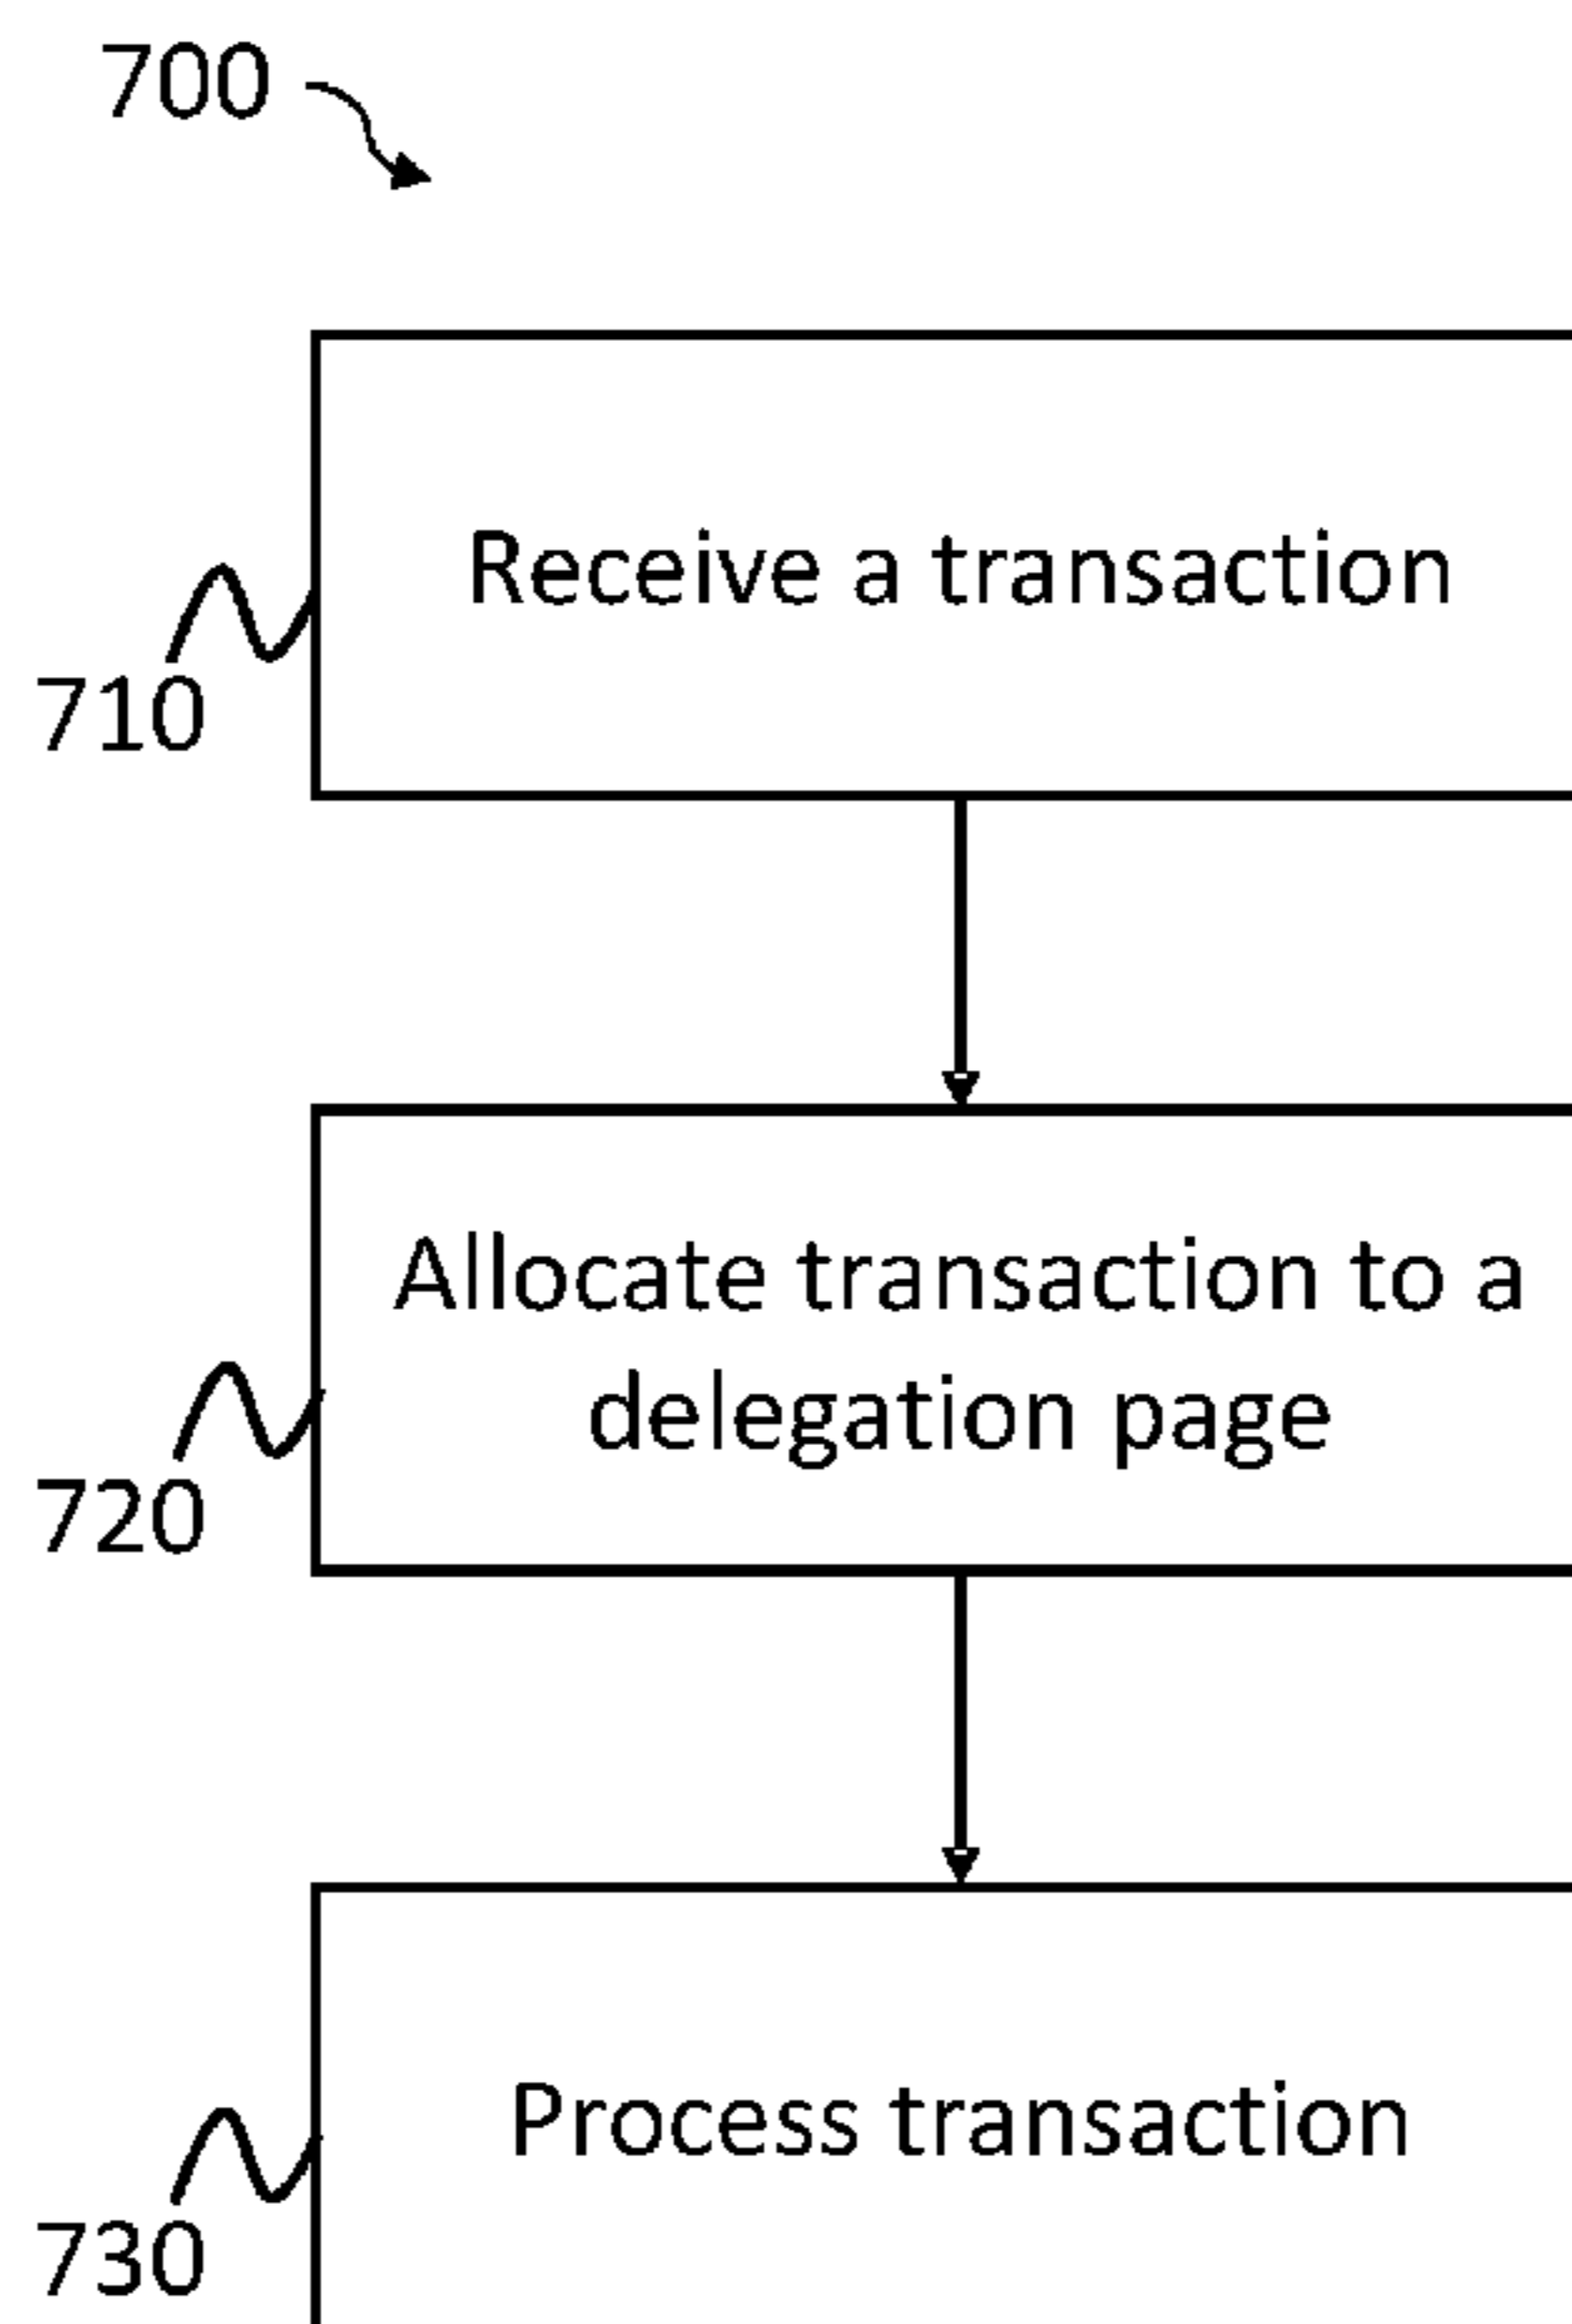 700
Receive a transaction
710
Allocate transaction to a
delegation page
720
Process transaction
730